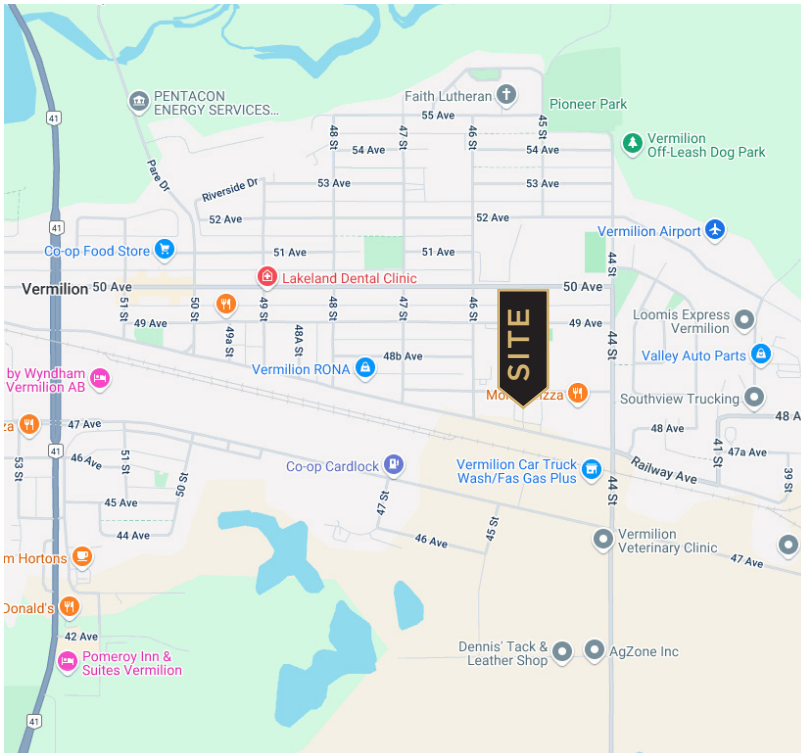 41
PENTACON
ENERGY SERVICES...
Faith Lutheran
Pioneer Park
55 Ave
45 St
48 St
47 St
46 St
Vermilion
Off-Leash Dog Park
54 Ave
54 Ave
Pare Dr
Riverside Dr
53 Ave
53 Ave
52 Ave
52 Ave
41
Vermilion Airport
Co-op Food Store
51 Ave
51 Ave
44 St
Lakeland Dental Clinic
Vermilion
50 Ave
50 Ave
51 St
50 St
49 St
48 St
47 St
46 St
SITE
49 Ave
49a St
48A St
49 Ave
44 St
Loomis Express
Vermilion
48b Ave
Valley Auto Parts
Vermilion RONA
by Wyndham
Vermilion AB
Southview Trucking
za
47 Ave
48 A
48 Ave
41
46 Ave
51 St
50 St
53 St
47a Ave
41 St
39 St
Railway Ave
Co-op Cardlock
Vermilion Car Truck
Wash/Fas Gas Plus
44 St
45 Ave
47 St
45 St
44 Ave
46 Ave
Vermilion
Veterinary Clinic
47 Ave
m Hortons
Donald's
42 Ave
Pomeroy Inn &
Suites Vermilion
Dennis' Tack &
Leather Shop
AgZone Inc
41